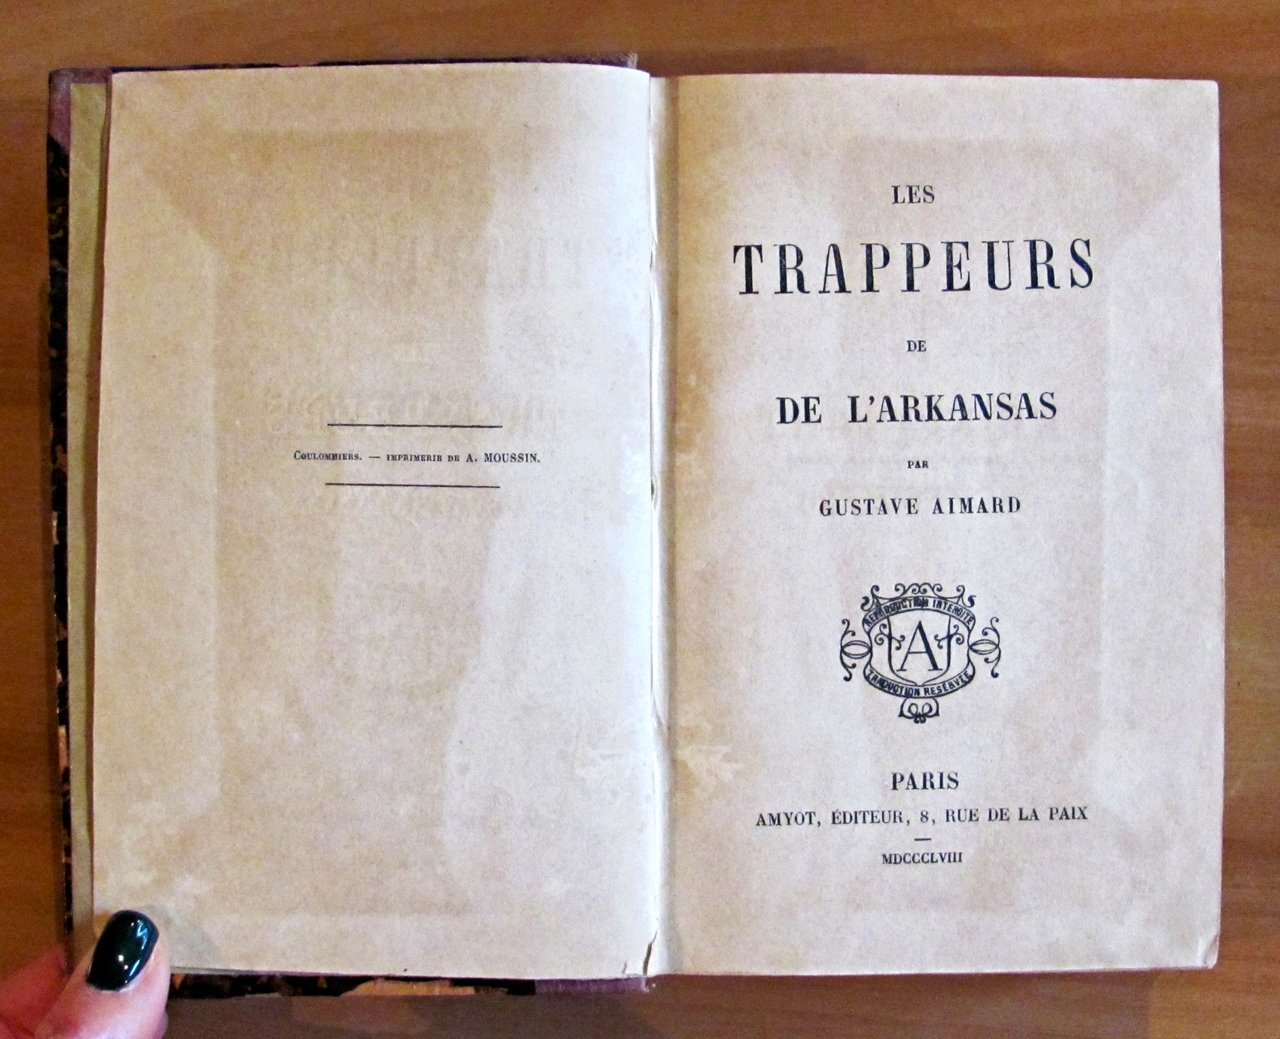 Coulommiers. — IMPRIMERIE DE A. MOUSSIN.
LES
TRAPPEURS
DE
DE L'ARKANSAS
PAR
GUSTAVE AIMARD
REPRODUCTION INTERDITE
A
TRADUCTION RESERVÉE
PARIS
AMYOT, ÉDITEUR, 8, RUE DE LA PAIX
MDCCCLVIII